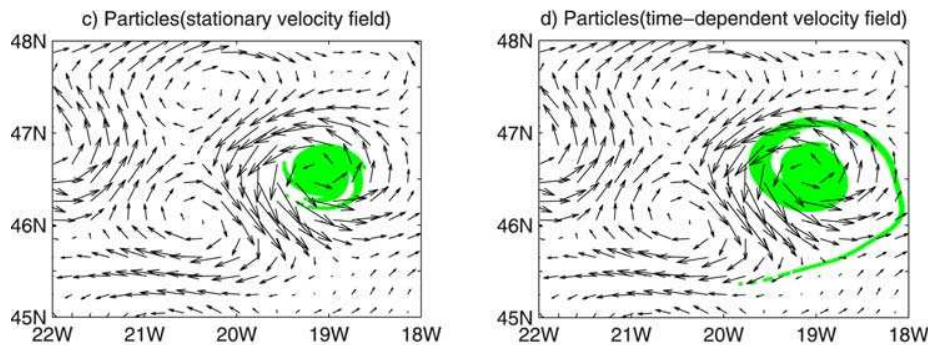 c) Particles(stationary velocity field)
48N
47N
46N
45N
22W 21W 20W 19W 18W
d) Particles(time−dependent velocity field)
48N
47N
46N
45N
22W 21W 20W 19W 18W